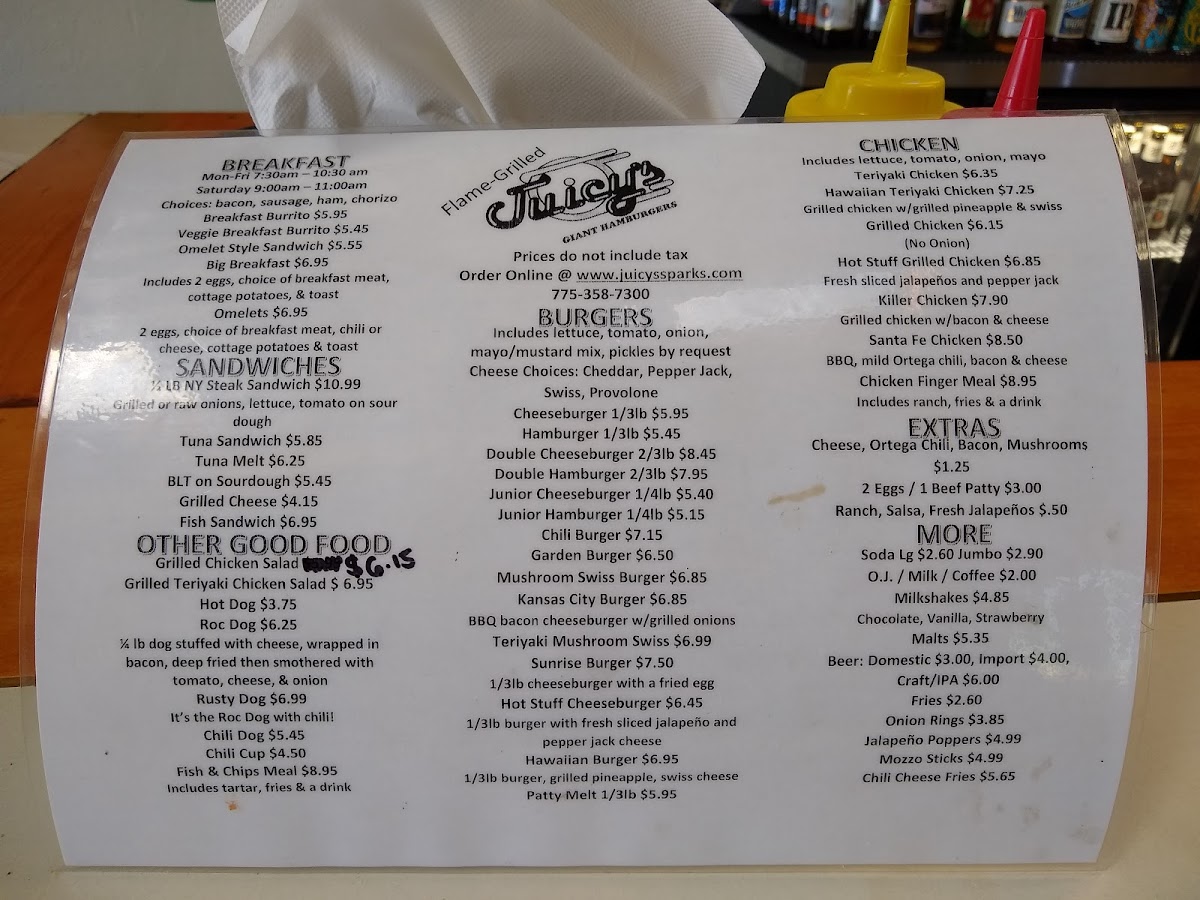 BREAKFAST
Mon-Fri 7:30am – 10:30 am
Saturday 9:00am – 11:00am
Choices: bacon, sausage, ham, chorizo
Breakfast Burrito $5.95
Veggie Breakfast Burrito $5.45
Omelet Style Sandwich $5.55
Big Breakfast $6.95
Includes 2 eggs, choice of breakfast meat,
cottage potatoes, & toast
Omelets $6.95
2 eggs, choice of breakfast meat, chili or
cheese, cottage potatoes & toast
SANDWICHES
LB NY Steak Sandwich $10.99
Grilled or raw onions, lettuce, tomato on sour
dough
Tuna Sandwich $5.85
Tuna Melt $6.25
BLT on Sourdough $5.45
Grilled Cheese $4.15
Fish Sandwich $6.95
OTHER GOOD FOOD
Grilled Chicken Salad $6.15
Grilled Teriyaki Chicken Salad $ 6.95
Hot Dog $3.75
Roc Dog $6.25
¼ lb dog stuffed with cheese, wrapped in
bacon, deep fried then smothered with
tomato, cheese, & onion
Rusty Dog $6.99
It's the Roc Dog with chili!
Chili Dog $5.45
Chili Cup $4.50
Fish & Chips Meal $8.95
Includes tartar, fries & a drink
Flame-Grilled
Juicy's
GIANT HAMBURGERS
Prices do not include tax
Order Online @ www.juicyssparks.com
775-358-7300
BURGERS
Includes lettuce, tomato, onion,
mayo/mustard mix, pickles by request
Cheese Choices: Cheddar, Pepper Jack,
Swiss, Provolone
Cheeseburger 1/3lb $5.95
Hamburger 1/3lb $5.45
Double Cheeseburger 2/3lb $8.45
Double Hamburger 2/3lb $7.95
Junior Cheeseburger 1/4lb $5.40
Junior Hamburger 1/4lb $5.15
Chili Burger $7.15
Garden Burger $6.50
Mushroom Swiss Burger $6.85
Kansas City Burger $6.85
BBQ bacon cheeseburger w/grilled onions
Teriyaki Mushroom Swiss $6.99
Sunrise Burger $7.50
1/3lb cheeseburger with a fried egg
Hot Stuff Cheeseburger $6.45
1/3lb burger with fresh sliced jalapeño and
pepper jack cheese
Hawaiian Burger $6.95
1/3lb burger, grilled pineapple, swiss cheese
Patty Melt 1/3lb $5.95
CHICKEN
Includes lettuce, tomato, onion, mayo
Teriyaki Chicken $6.35
Hawaiian Teriyaki Chicken $7.25
Grilled chicken w/grilled pineapple & swiss
Grilled Chicken $6.15
(No Onion)
Hot Stuff Grilled Chicken $6.85
Fresh sliced jalapeños and pepper jack
Killer Chicken $7.90
Grilled chicken w/bacon & cheese
Santa Fe Chicken $8.50
BBQ, mild Ortega chili, bacon & cheese
Chicken Finger Meal $8.95
Includes ranch, fries & a drink
EXTRAS
Cheese, Ortega Chili, Bacon, Mushrooms
$1.25
2 Eggs / 1 Beef Patty $3.00
Ranch, Salsa, Fresh Jalapeños $.50
MORE
Soda Lg $2.60 Jumbo $2.90
O.J. / Milk / Coffee $2.00
Milkshakes $4.85
Chocolate, Vanilla, Strawberry
Malts $5.35
Beer: Domestic $3.00, Import $4.00,
Craft/IPA $6.00
Fries $2.60
Onion Rings $3.85
Jalapeño Poppers $4.99
Mozzo Sticks $4.99
Chili Cheese Fries $5.65